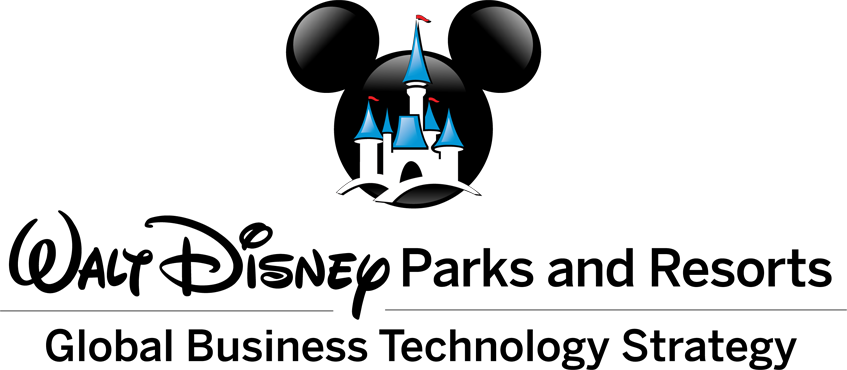 Walt Disney Parks and Resorts
Global Business Technology Strategy